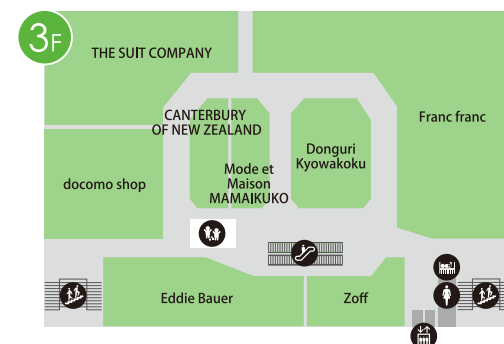 3F
THE SUIT COMPANY
CANTERBURY
OF NEW ZEALAND
Franc franc
Donguri
Kyowakoku
Mode et
Maison
MAMAIKUKO
docomo shop
Eddie Bauer
Zoff